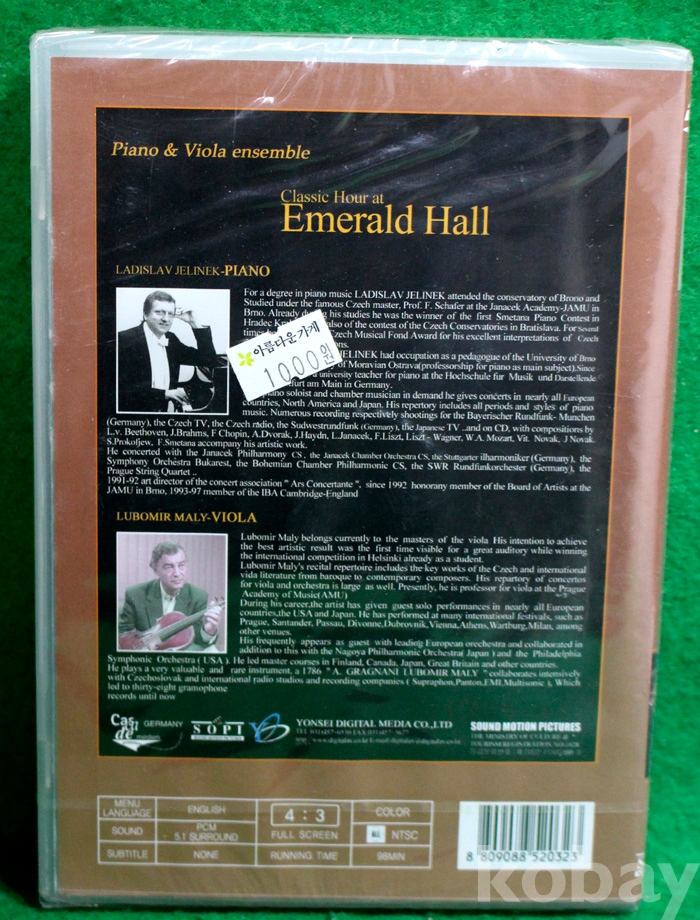 Piano & Viola ensemble
Classic Hour at
Emerald Hall
LADISLAV JELINEK-PIANO
For a degree in piano music LADISLAV JELINEK attended the conservatory of Brono and
Studied under the famous Czech master, Prof. F. Schafer at the Janacek Academy-JAMU in
Brno. Already his studies he was the winner of the first Smetana Piano Contest in
Hradec also of the contest of the Czech Conservatories in Bratislava. For Several
Czech Musical Fond Award for his excellent interpretations of Czech
아름다운가게
1000원
JELINEK had occupation as a pedagogue of the University of Brno
of Moravian Ostrava(professorship for piano as main subject).Since
university teacher for piano at the Hochschule fur Musik und Darstellende
am Main in Germany.
soloist and chamber musician in demand he gives concerts in nearly all European
countries, North America and Japan. His repertory includes all periods and styles of piano
music. Numerous recording respectively shootings for the Bayerischer Rundfunk- Munchen
(Germany), the Czech TV, the Czech radio, the Sudwestrundfunk (Germany), the Japanese TV ..and on CD, with compositions by
L.v. Beethoven, J.Brahms, F Chopin, A.Dvorak, J.Haydn, L.Janacek, F.Liszt, Liszt - Wagner, W.A. Mozart, Vit. Novak, J Novak.
S.Prokofjew, F.Smetana accompany his artistic work.
He concerted with the Janacek Philharmony CS , the Janacek Chamber Orchestra CS, the Stuttgarter ilharmoniker (Germany), the
Symphony Orchestra Bukarest, the Bohemian Chamber Philharmonic CS, the SWR Rundfunkorchester (Germany), the
Prague String Quartet ..
1991-92 art director of the concert association " Ars Concertante ", since 1992 honorany member of the Board of Artists at the
JAMU in Brno, 1993-97 member of the IBA Cambridge-England
LUBOMIR MALY-VIOLA
Lubomir Maly belongs currently to the masters of the viola His intention to achieve
the best artistic result was the first time visible for a great auditory while winning
the international competition in Helsinki already as a student.
Lubomir Maly's recital repertoire includes the key works of the Czech and international
vida literature from baroque to contemporary composers. His repartory of concertos
for viola and orchestra is large as well. Presently, he is professor for viola at the Prague
Academy of Music(AMU)
During his career,the artist has given guest solo performances in nearly all European
countries,the USA and Japan. He has performed at many international festivals, such as
Prague, Santander, Passau, Divonne,Dubrovnik,Vienna,Athens,Wartburg,Milan, among
other venues.
His frequently appears as guest with leading European orechestra and collaborated in
addition to this with the Nagoya Philharmonic Orchestra( Japan ) and the Philadelphia
Symphonic Orchestra ( USA ). He led master courses in Finland, Canada, Japan, Great Britain and other countries.
He plays a very valuable and rare instrument, a 1786 "A. GRAGNANI LUBOMIR MALY " collaborates intensively
with Czechoslovak and international radio studios and recording companies ( Supraphon,Panton,EMI,Multisonic ), Which
led to thirty-eight gramophone
records until now
GERMANY
SOPI
YONSEI DIGITAL MEDIA CO.,LTD
SOUND MOTION PICTURES
MENU LANGUAGE
ENGLISH
4 : 3
COLOR
SOUND
PCM
5.1 SURROUND
FULL SCREEN
ALL
NTSC
SUBTITLE
NONE
RUNNING TIME
98MIN
8 809088 520323
kobay